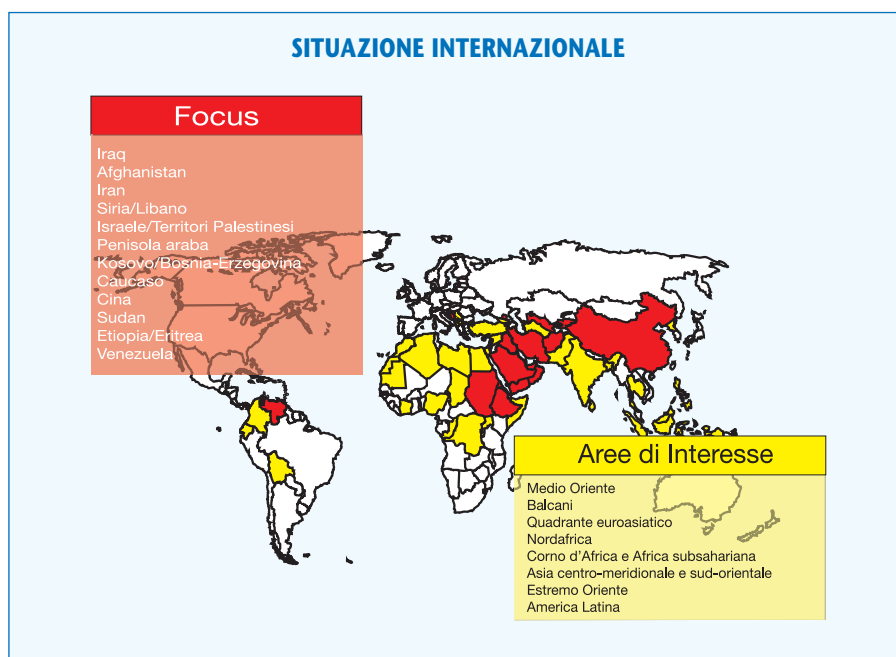 SITUAZIONE INTERNAZIONALE
Focus
Iraq
Afghanistan
Iran
Siria/Libano
Israele/Territori Palestinesi
Penisola araba
Kosovo/Bosnia-Erzegovina
Caucaso
Cina
Sudan
Etiopia/Eritrea
Venezuela
Aree di Interesse
Medio Oriente
Balcani
Quadrante euroasiatico
Nordafrica
Corno d'Africa e Africa subsahariana
Asia centro-meridionale e sud-orientale
Estremo Oriente
America Latina